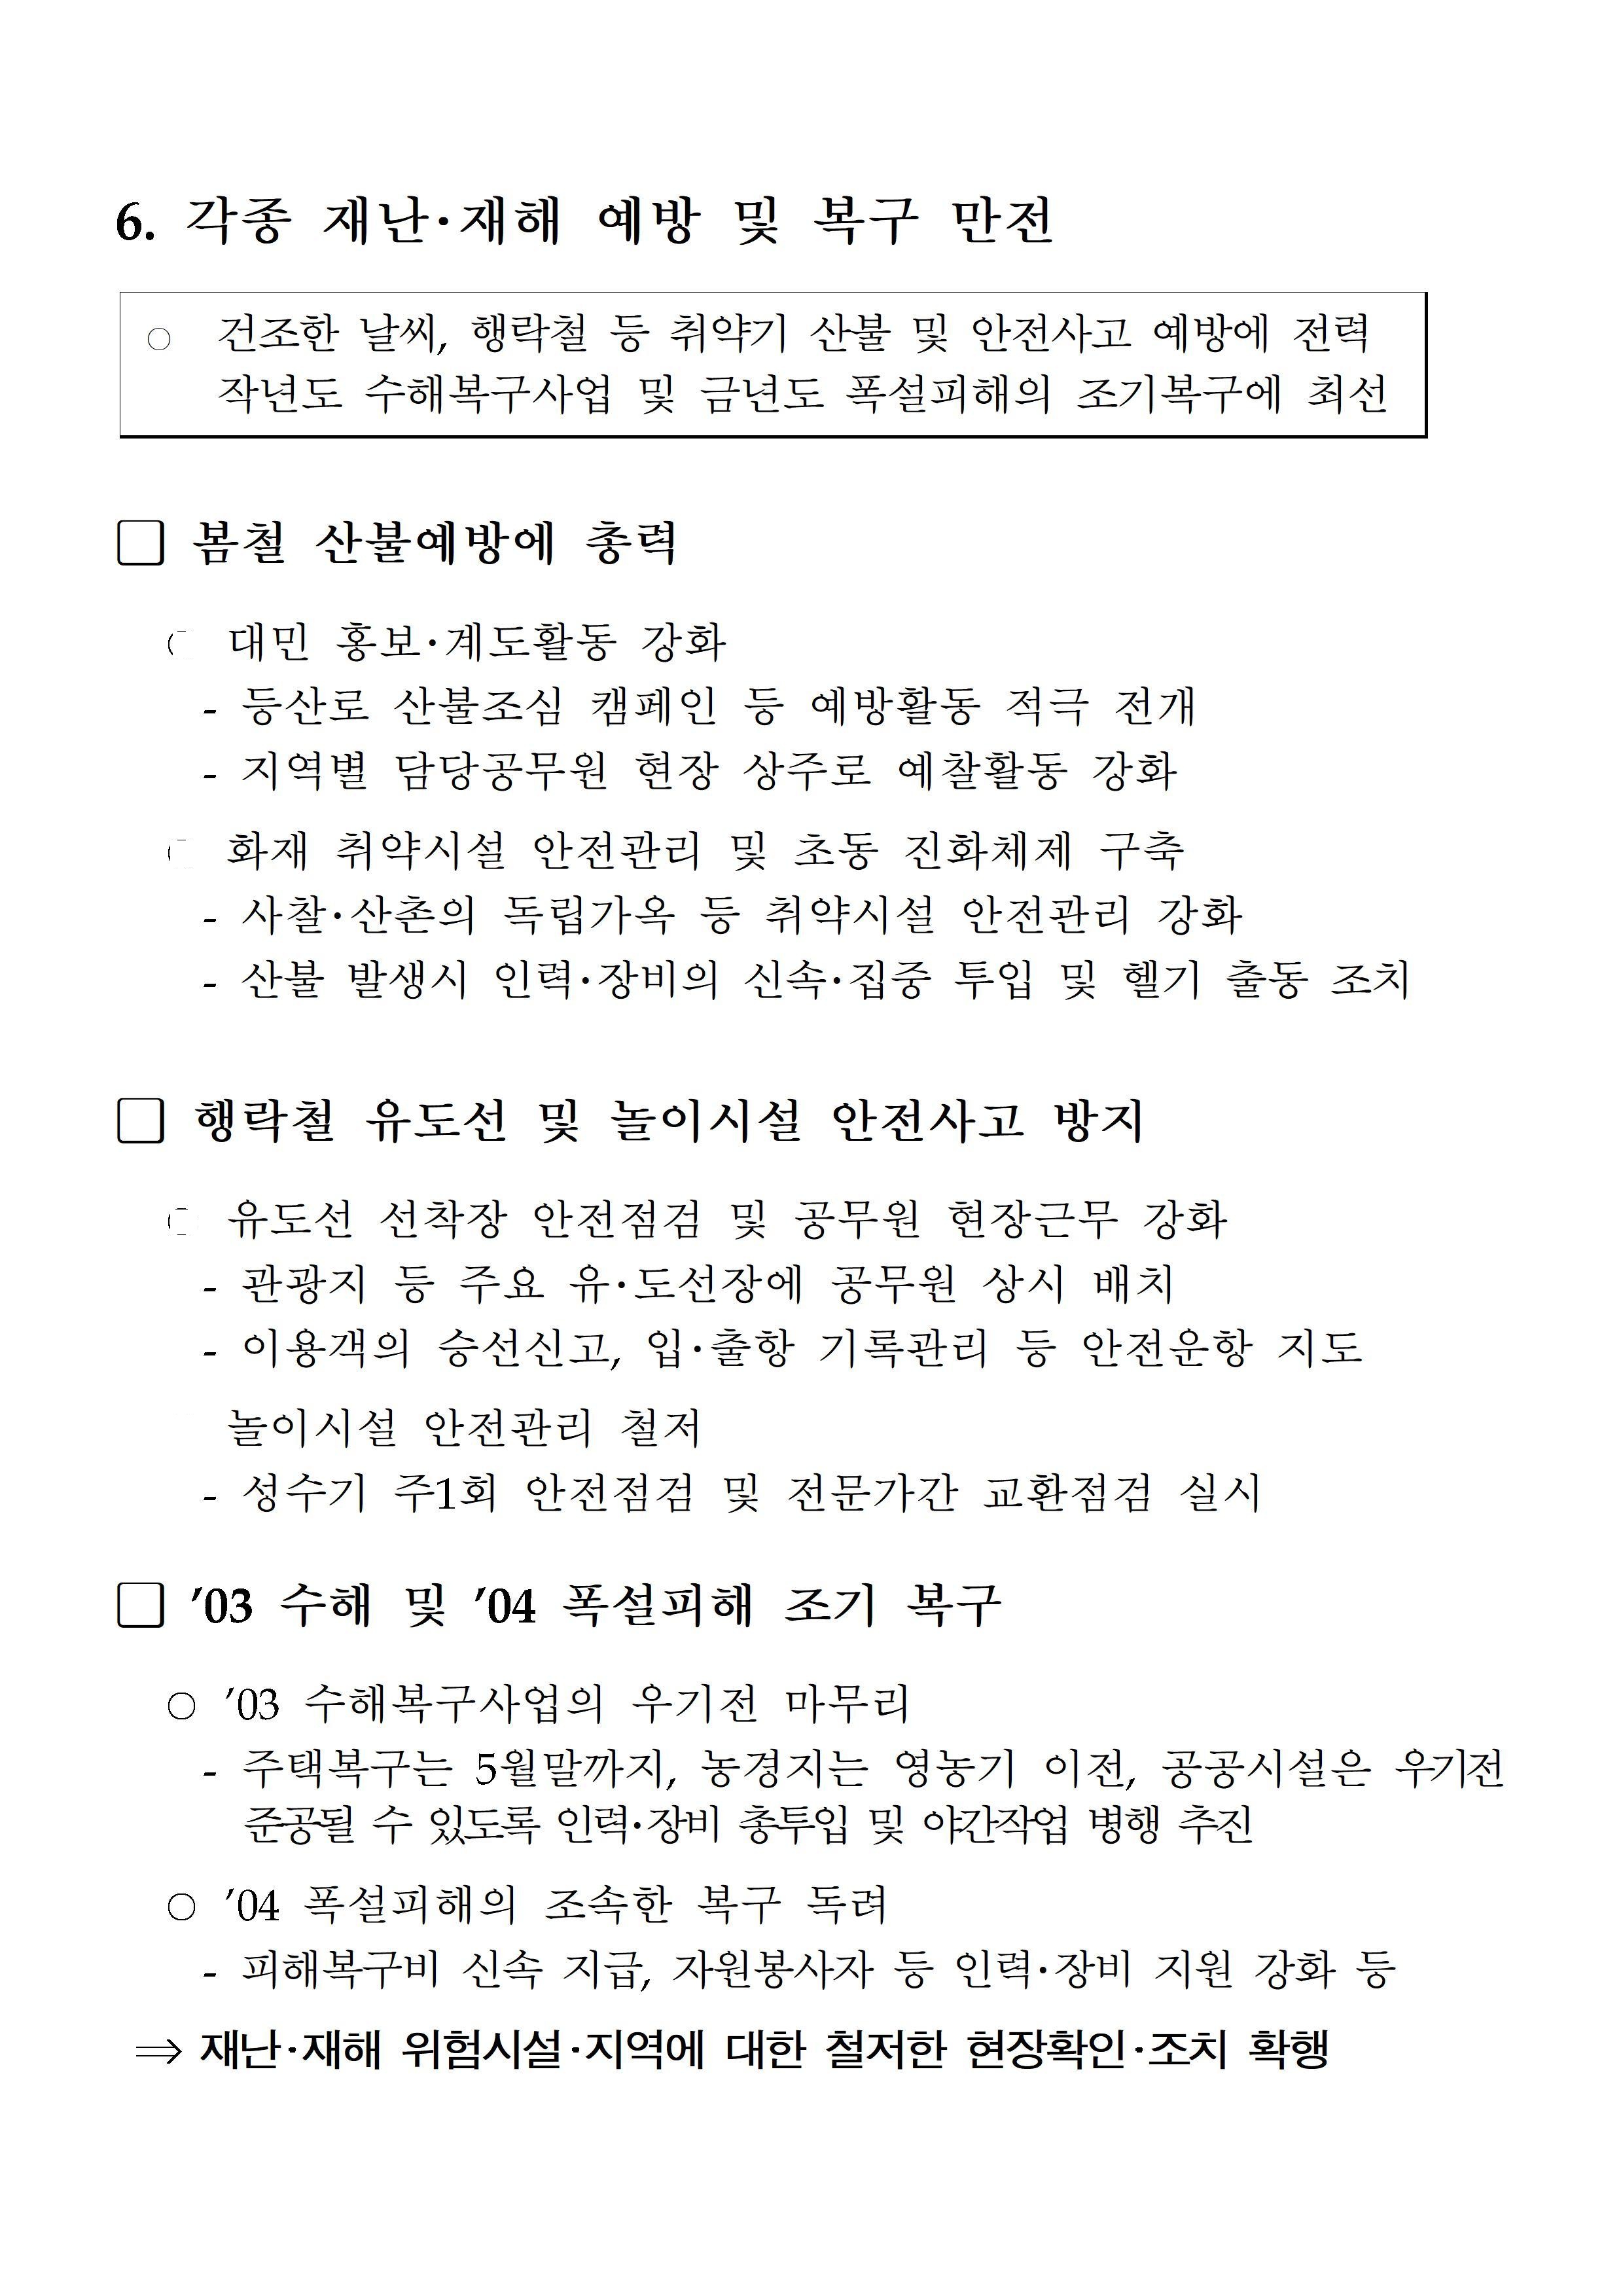 6. 각종 재난·재해 예방 및 복구 만전
○ 건조한 날씨, 행락철 등 취약기 산불 및 안전사고 예방에 전력
작년도 수해복구사업 및 금년도 폭설피해의 조기복구에 최선
□ 봄철 산불예방에 총력
○ 대민 홍보·계도활동 강화
- 등산로 산불조심 캠페인 등 예방활동 적극 전개
- 지역별 담당공무원 현장 상주로 예찰활동 강화
○ 화재 취약시설 안전관리 및 초동 진화체제 구축
- 사찰·산촌의 독립가옥 등 취약시설 안전관리 강화
- 산불 발생시 인력·장비의 신속·집중 투입 및 헬기 출동 조치
□ 행락철 유도선 및 놀이시설 안전사고 방지
○ 유도선 선착장 안전점검 및 공무원 현장근무 강화
- 관광지 등 주요 유·도선장에 공무원 상시 배치
- 이용객의 승선신고, 입·출항 기록관리 등 안전운항 지도
놀이시설 안전관리 철저
- 성수기 주1회 안전점검 및 전문가간 교환점검 실시
□ ’03 수해 및 ’04 폭설피해 조기 복구
○ ’03 수해복구사업의 우기전 마무리
- 주택복구는 5월말까지, 농경지는 영농기 이전, 공공시설은 우기전
준공될 수 있도록 인력·장비 총투입 및 야간작업 병행 추진
○ ’04 폭설피해의 조속한 복구 독려
- 피해복구비 신속 지급, 자원봉사자 등 인력·장비 지원 강화 등
⇒ 재난·재해 위험시설·지역에 대한 철저한 현장확인·조치 확행